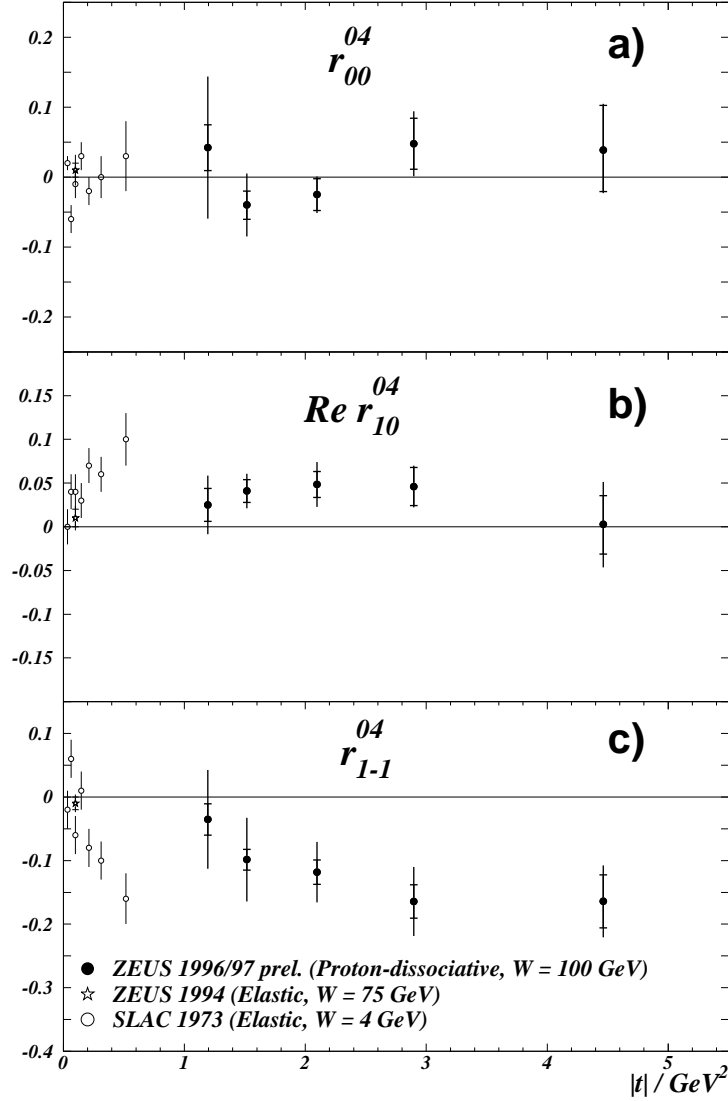 0.2
0.1
0
-0.1
-0.2
r 04 00
a)
0.15
0.1
0.05
0
-0.05
-0.1
-0.15
Re r 04 10
b)
0.1
0
-0.1
-0.2
-0.3
-0.4
r 04 1-1
c)
ZEUS 1996/97 prel. (Proton-dissociative, W = 100 GeV)
ZEUS 1994 (Elastic, W = 75 GeV)
SLAC 1973 (Elastic, W = 4 GeV)
0 1 2 3 4 5
|t| / GeV²